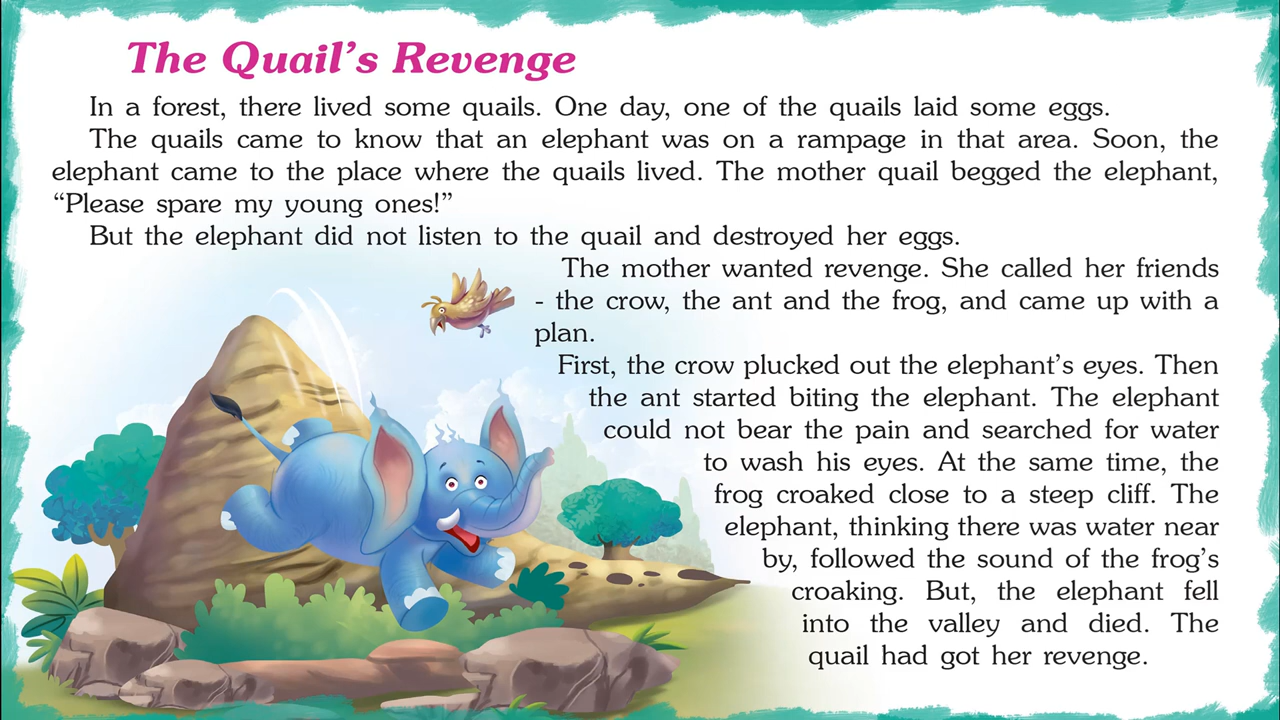 The Quail’s Revenge
In a forest, there lived some quails. One day, one of the quails laid some eggs.
The quails came to know that an elephant was on a rampage in that area. Soon, the
elephant came to the place where the quails lived. The mother quail begged the elephant,
“Please spare my young ones!”
But the elephant did not listen to the quail and destroyed her eggs.
The mother wanted revenge. She called her friends
- the crow, the ant and the frog, and came up with a
plan.
First, the crow plucked out the elephant’s eyes. Then
the ant started biting the elephant. The elephant
could not bear the pain and searched for water
to wash his eyes. At the same time, the
frog croaked close to a steep cliff. The
elephant, thinking there was water near
by, followed the sound of the frog’s
croaking. But, the elephant fell
into the valley and died. The
quail had got her revenge.